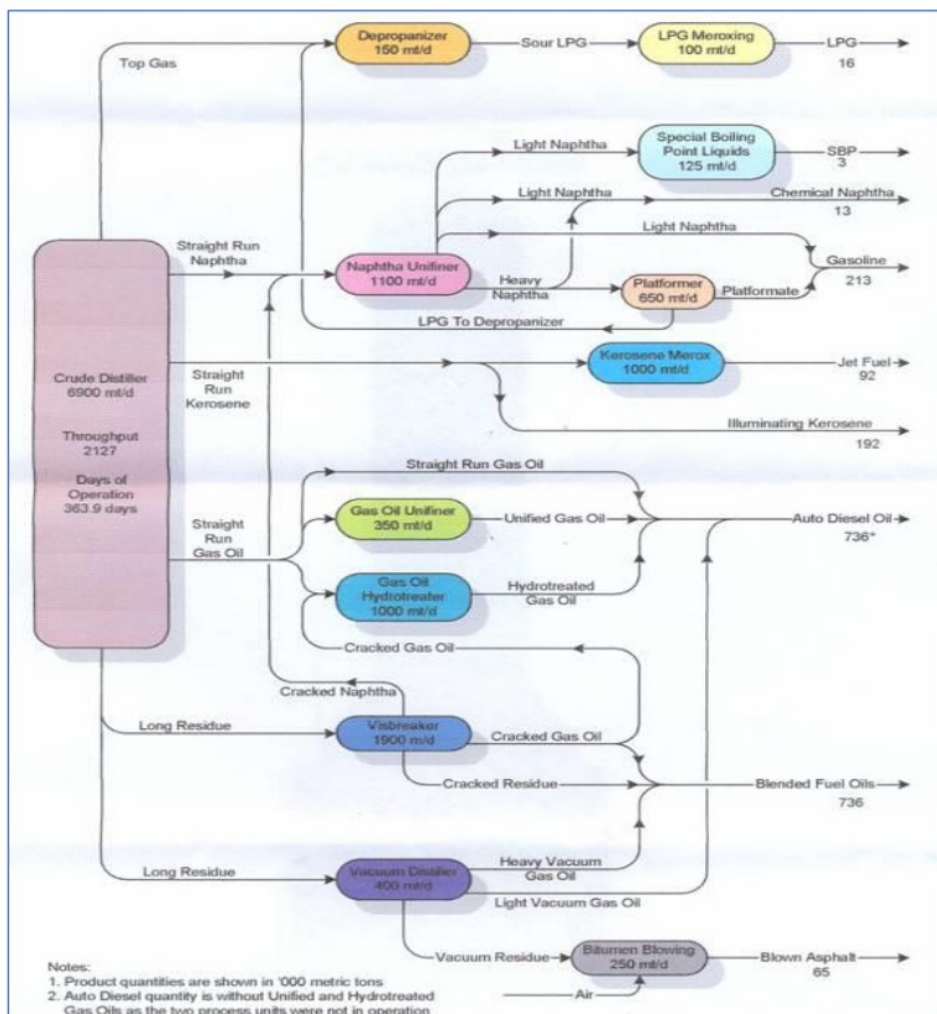 Depropanizer
150 mt/d
Sour LPG
LPG Meroxing
100 mt/d
LPG
16
Top Gas
Light Naphtha
Special Boiling
Point Liquids
125 mt/d
SBP
3
Light Naphtha
Chemical Naphtha
13
Straight Run
Naphtha
Light Naphtha
Naphtha Unifiner
1100 mt/d
Heavy
Naphtha
Platformer
650 mt/d
Platformate
Gasoline
213
LPG To Depropanizer
Crude Distiller
6900 mt/d
Throughput
2127
Days of
Operation
363.9 days
Straight
Run
Kerosene
Kerosene Merox
1000 mt/d
Jet Fuel
92
Illuminating Kerosene
192
Straight Run Gas Oil
Straight
Run
Gas Oil
Gas Oil Unifiner
350 mt/d
Unified Gas Oil
Auto Diesel Oil
736*
Gas Oil
Hydrotreater
1000 mt/d
Hydrotreated
Gas Oil
Cracked Gas Oil
Cracked Naphtha
Long Residue
Visbreaker
1900 mt/d
Cracked Gas Oil
Cracked Residue
Blended Fuel Oils
736
Long Residue
Vacuum Distiller
400 mt/d
Heavy Vacuum
Gas Oil
Light Vacuum Gas Oil
Vacuum Residue
Bitumen Blowing
250 mt/d
Blown Asphalt
65
Air
Notes:
1. Product quantities are shown in '000 metric tons
2. Auto Diesel quantity is without Unified and Hydrotreated
Gas Oils as the two process units were not in operation